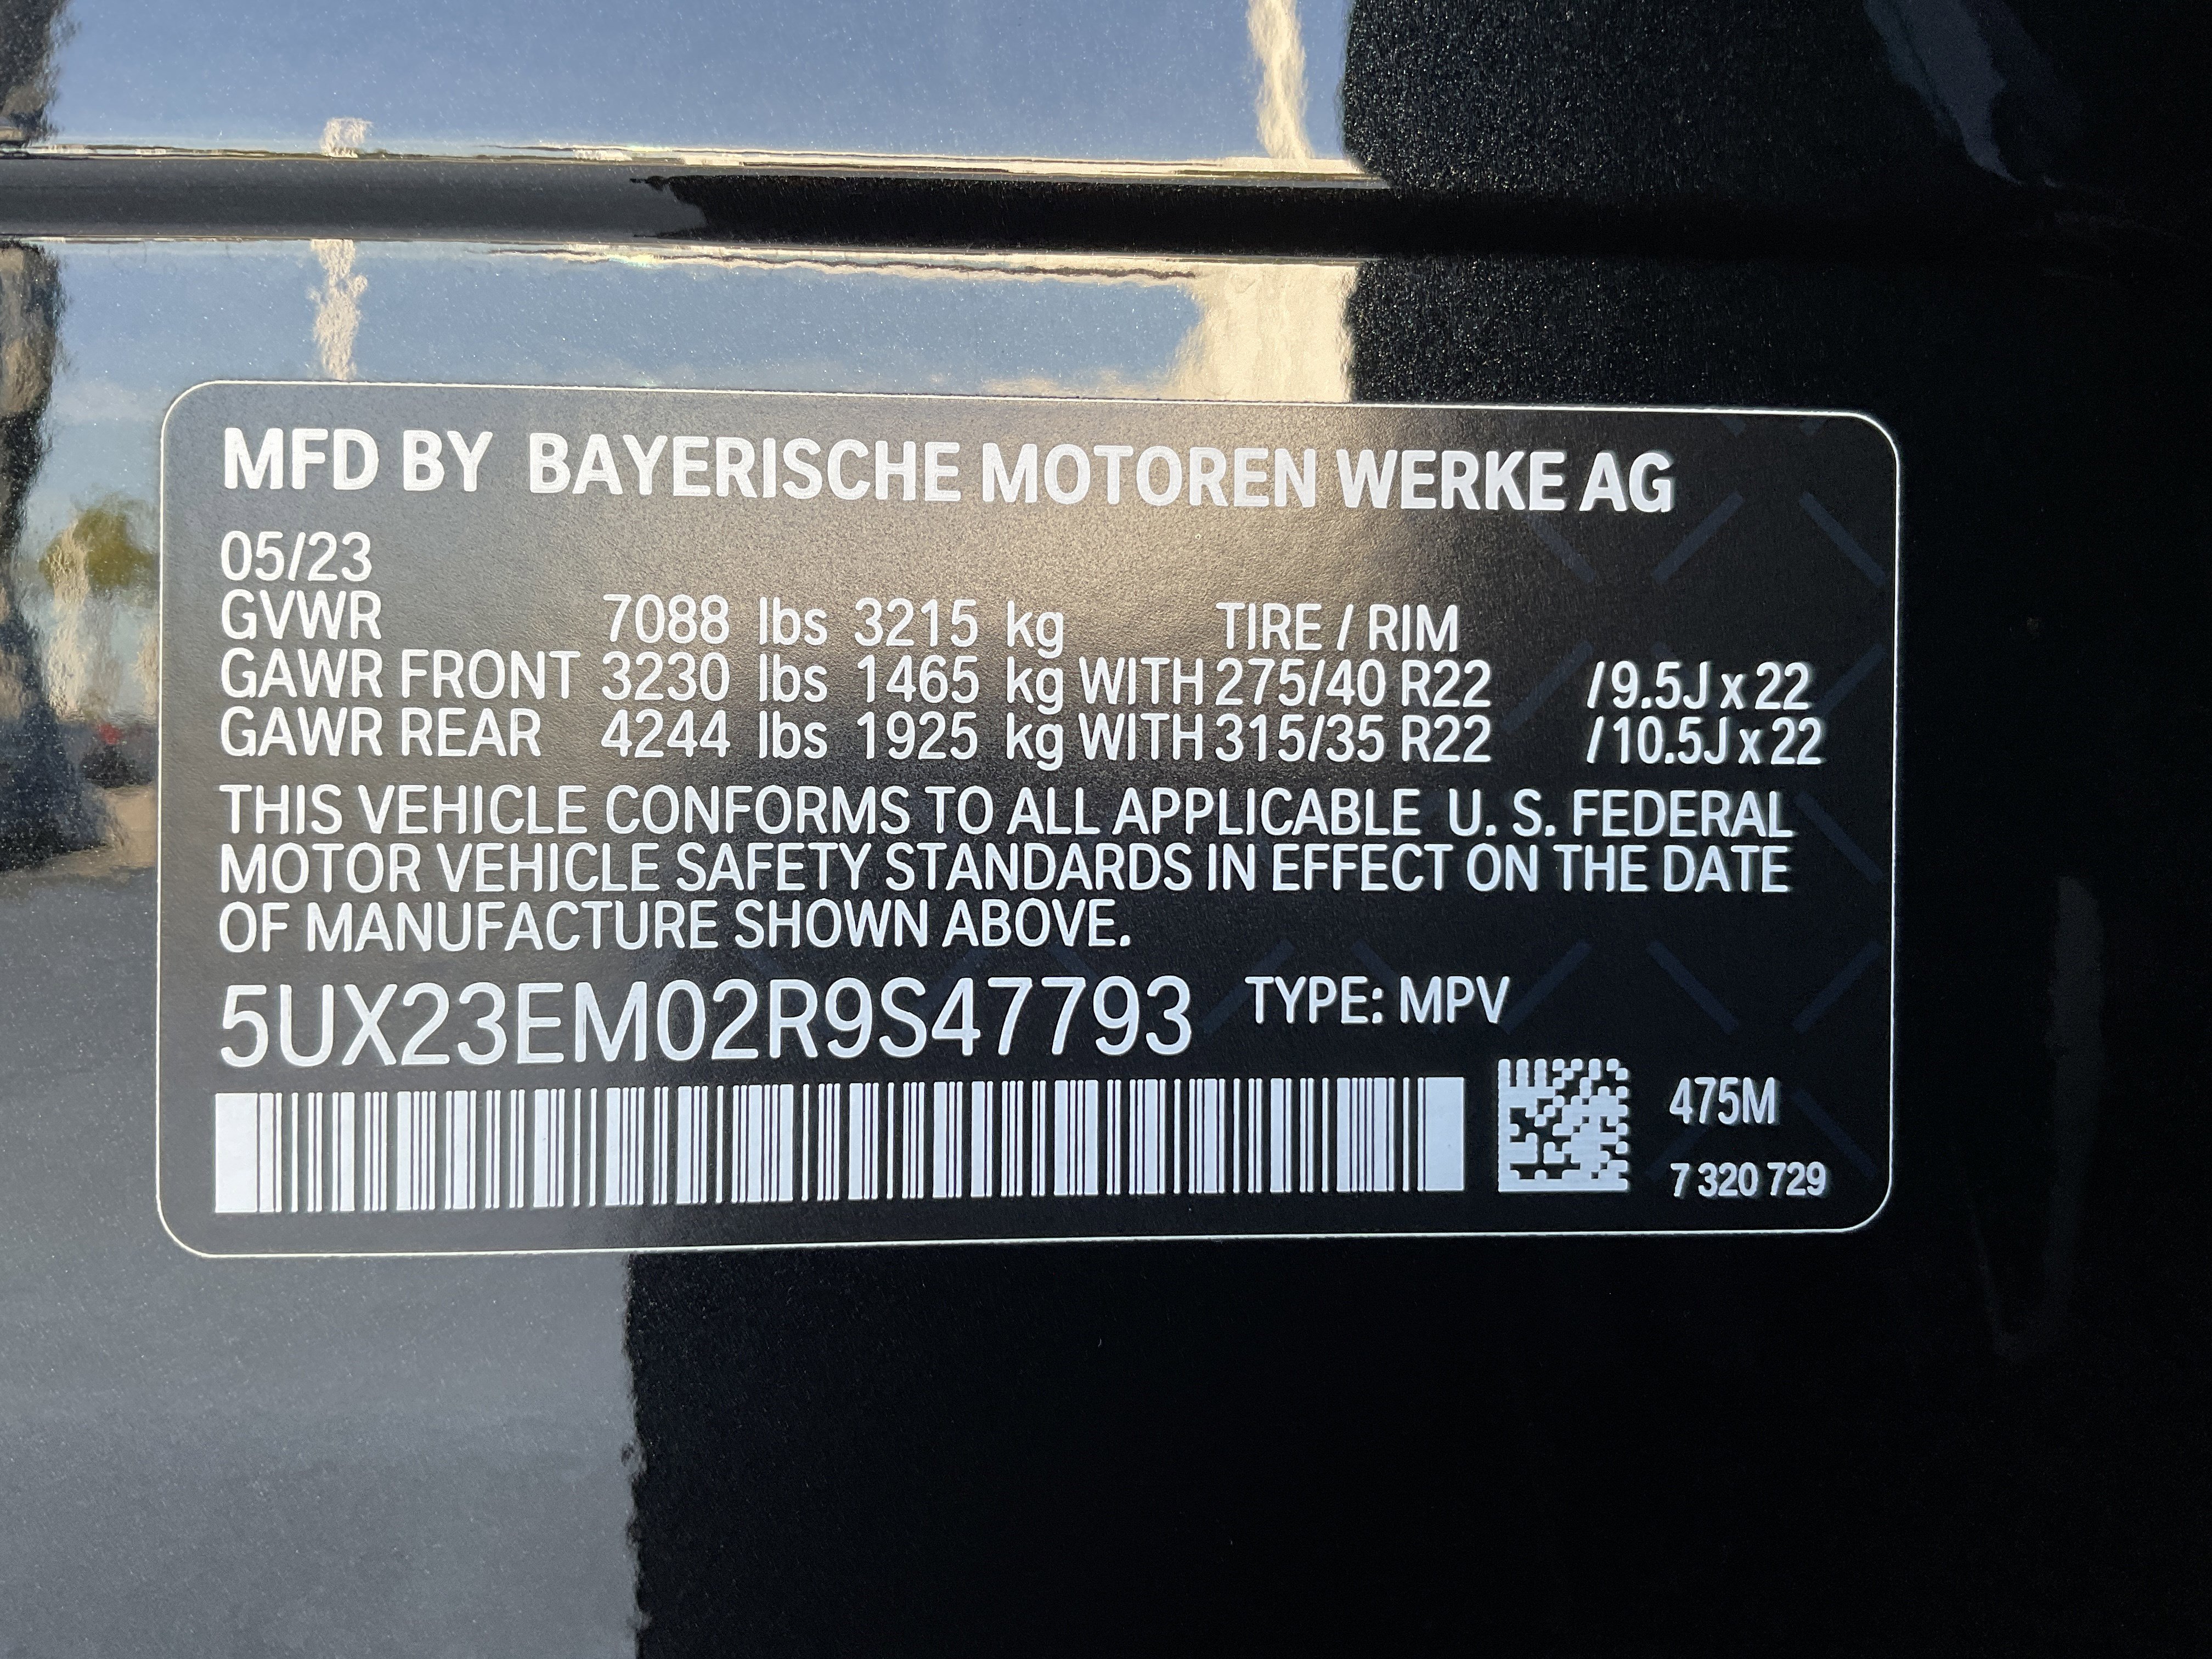 MFD BY BAYERISCHE MOTOREN WERKE AG
05/23
GVWR 7088 lbs 3215 kg TIRE / RIM
GAWR FRONT 3230 lbs 1465 kg WITH 275/40 R22 / 9.5J x 22
GAWR REAR 4244 lbs 1925 kg WITH 315/35 R22 / 10.5J x 22
THIS VEHICLE CONFORMS TO ALL APPLICABLE U. S. FEDERAL
MOTOR VEHICLE SAFETY STANDARDS IN EFFECT ON THE DATE
OF MANUFACTURE SHOWN ABOVE.
5UX23EM02R9S47793 TYPE: MPV
475M
7 320 729